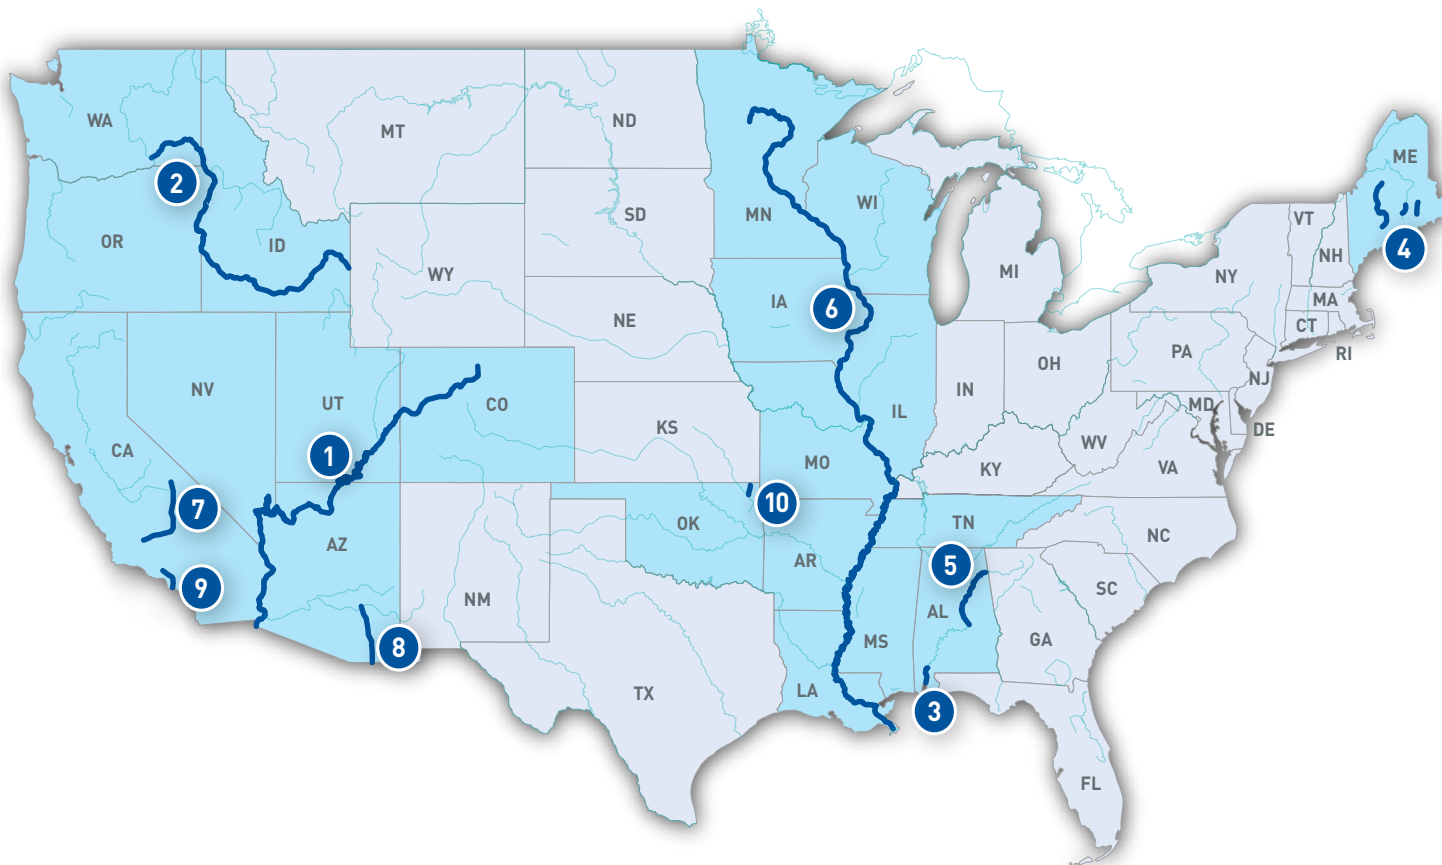 WA
MT
ND
ME
2
OR
ID
SD
MN
WI
VT
NH
4
WY
MI
NY
MA
IA
6
NE
CT
RI
PA
OH
NJ
NV
UT
CO
IN
IL
MD
DE
KS
WV
CA
1
MO
KY
VA
7
10
OK
TN
NC
AZ
AR
5
9
NM
SC
AL
8
MS
GA
TX
LA
3
FL